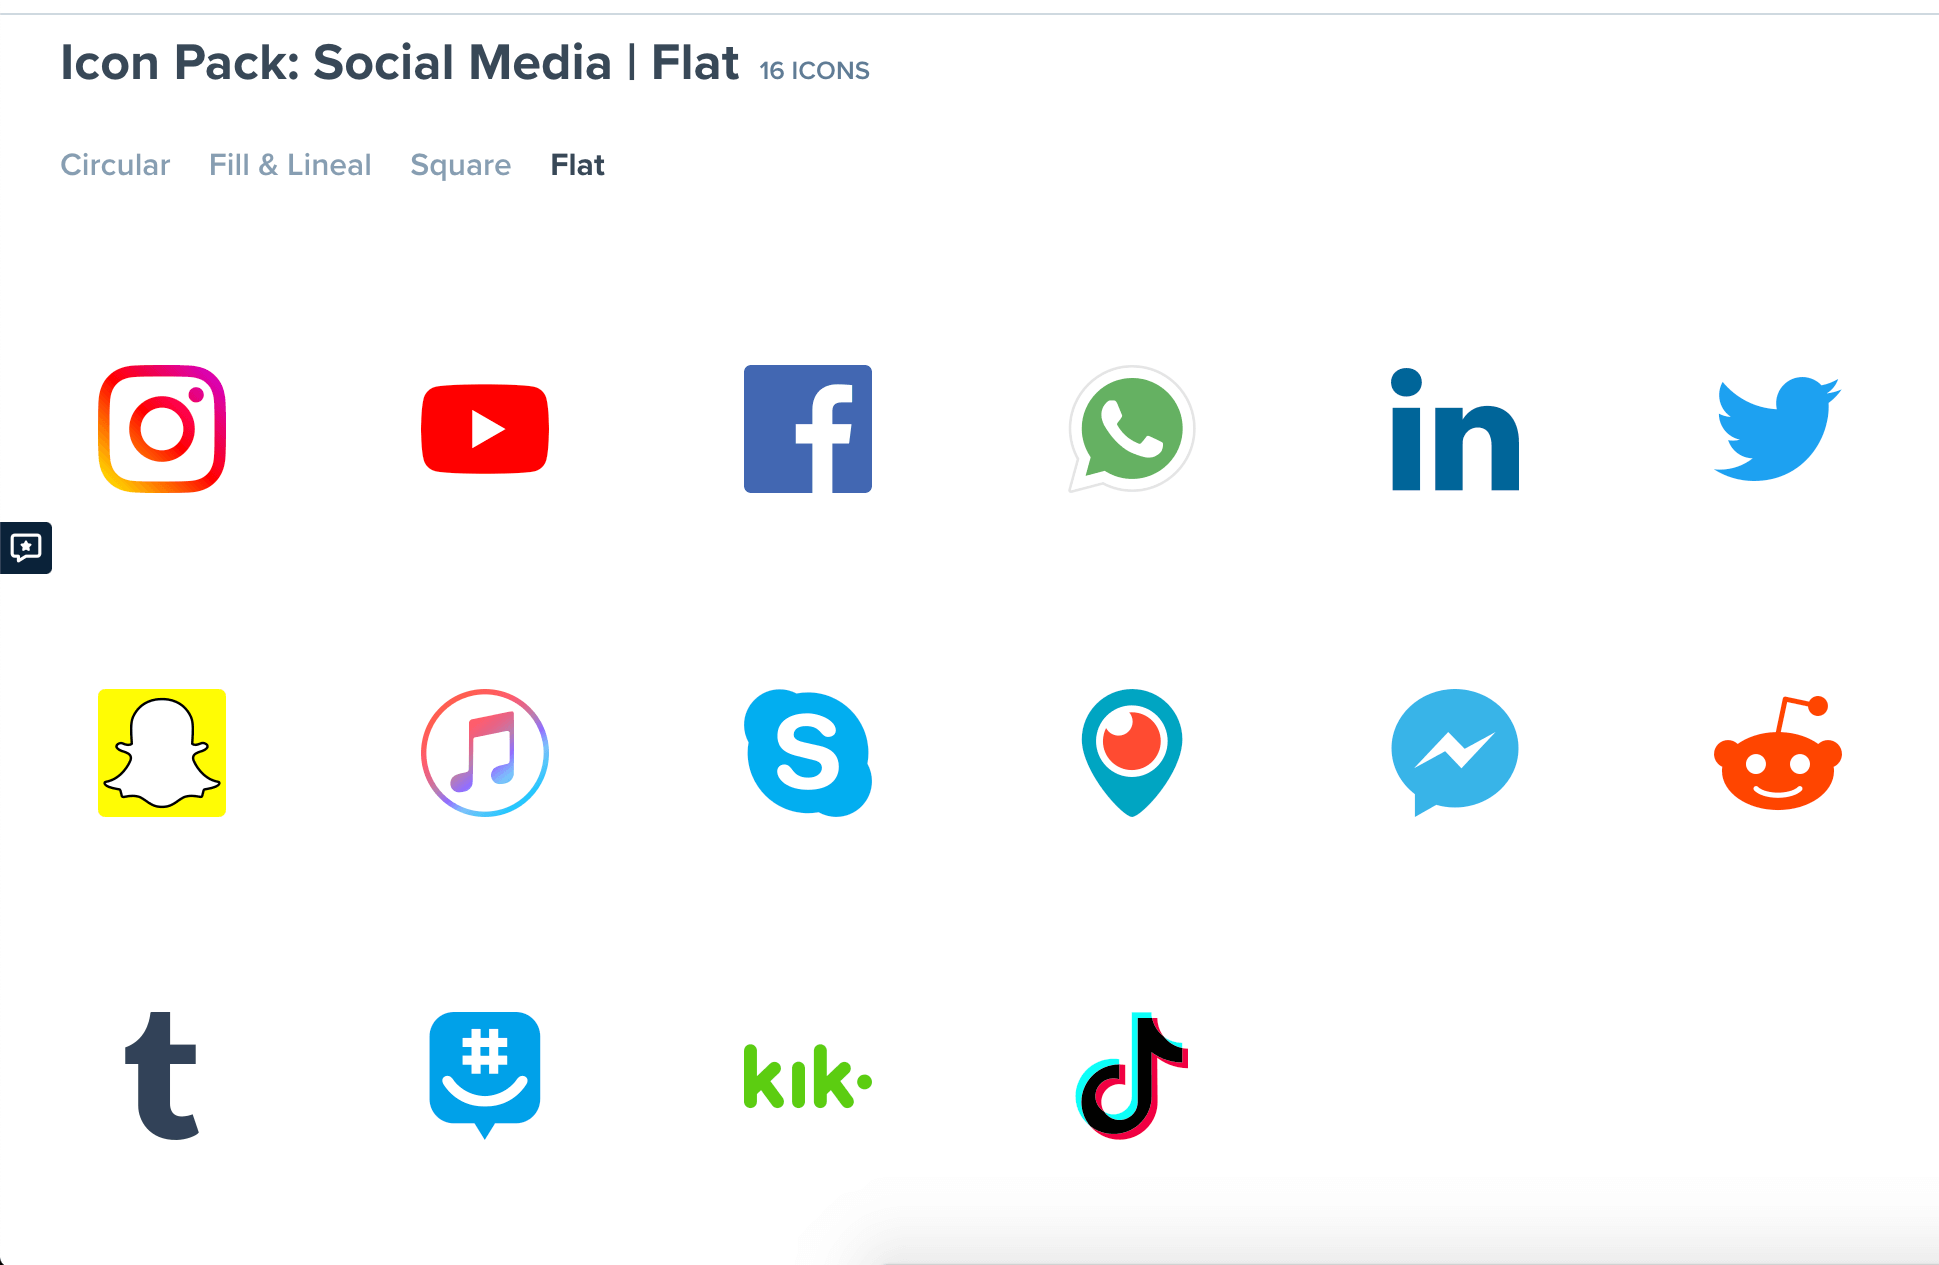 Icon Pack: Social Media | Flat 16 ICONS
Circular Fill & Lineal Square Flat
f in
S
t # kik.